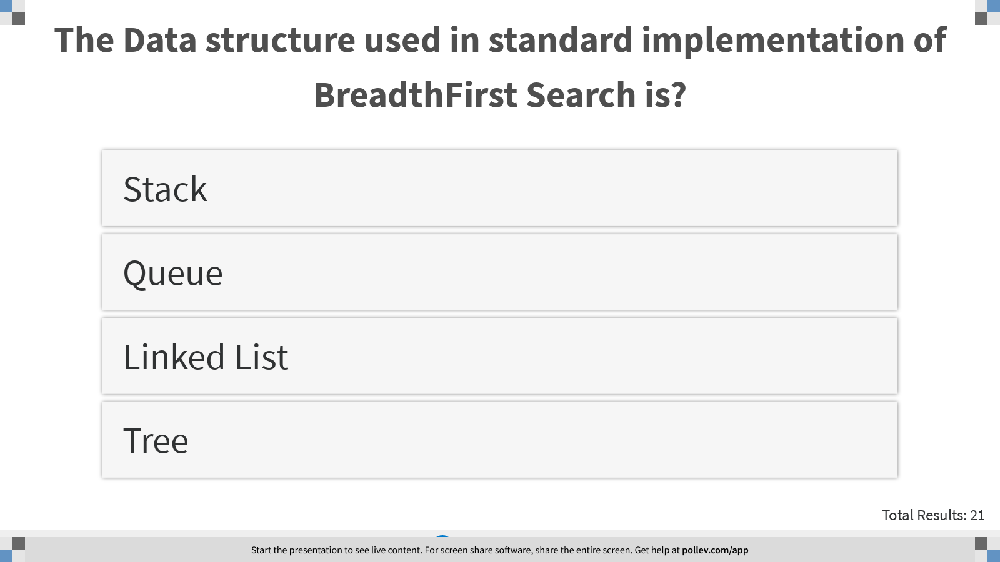 The Data structure used in standard implementation of
BreadthFirst Search is?
Stack
Queue
Linked List
Tree
Total Results: 21
Start the presentation to see live content. For screen share software, share the entire screen. Get help at pollev.com/app